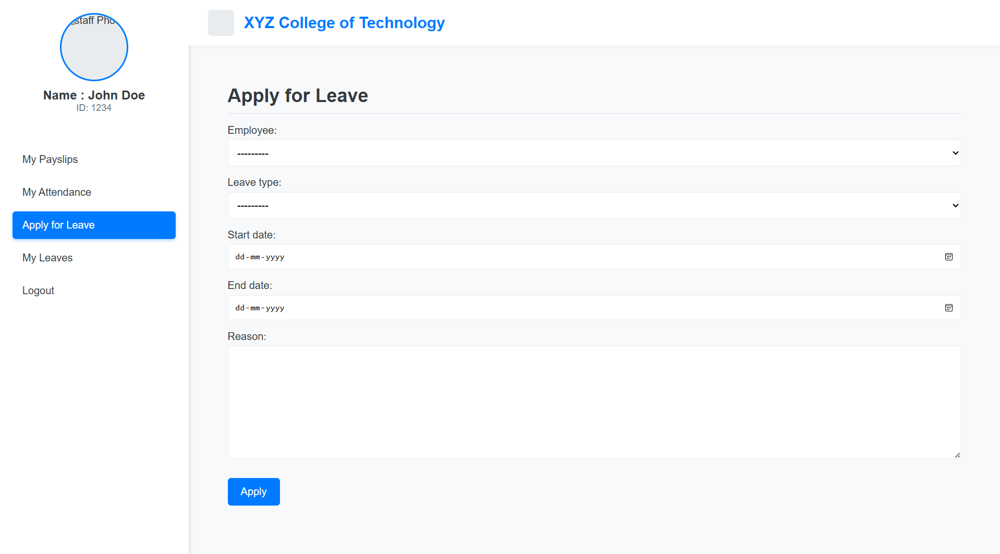 staff Pho
Name : John Doe
ID: 1234
My Payslips
My Attendance
Apply for Leave
My Leaves
Logout
XYZ College of Technology
Apply for Leave
Employee:
---------
Leave type:
---------
Start date:
dd-mm-yyyy
End date:
dd-mm-yyyy
Reason:
Apply